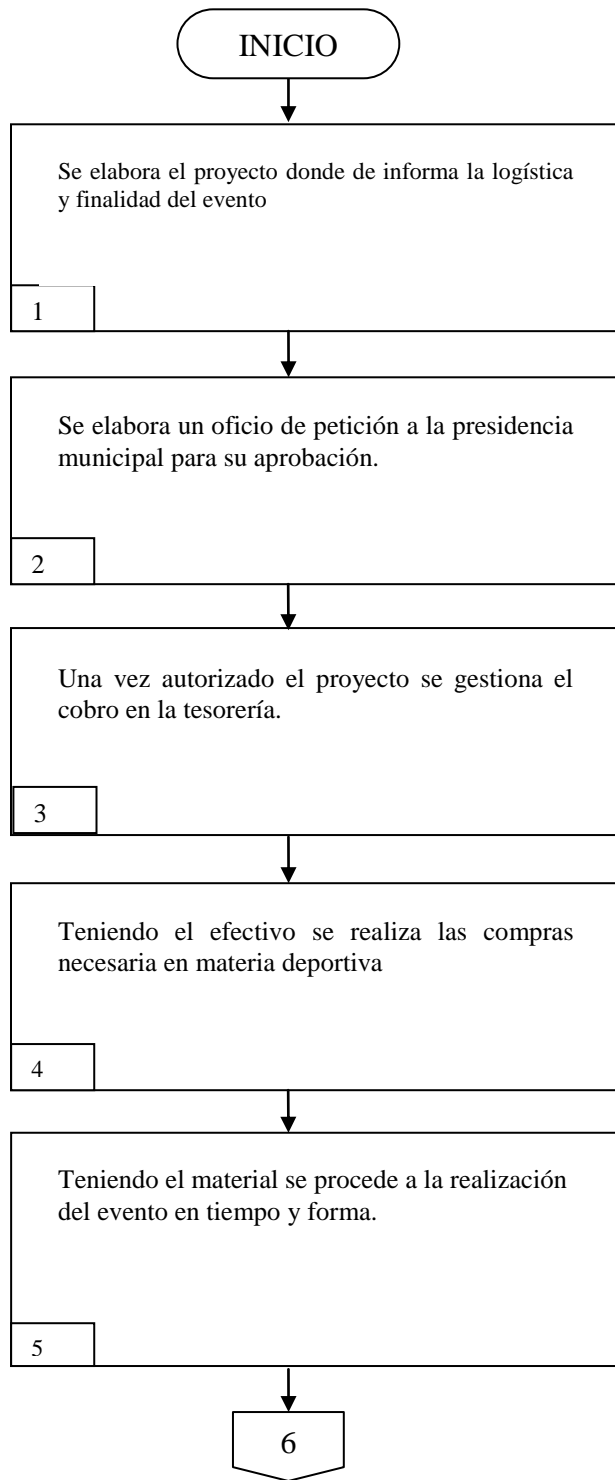 INICIO
Se elabora el proyecto donde de informa la logística
y finalidad del evento
1
Se elabora un oficio de petición a la presidencia
municipal para su aprobación.
2
Una vez autorizado el proyecto se gestiona el
cobro en la tesorería.
3
Teniendo el efectivo se realiza las compras
necesaria en materia deportiva
4
Teniendo el material se procede a la realización
del evento en tiempo y forma.
5
6